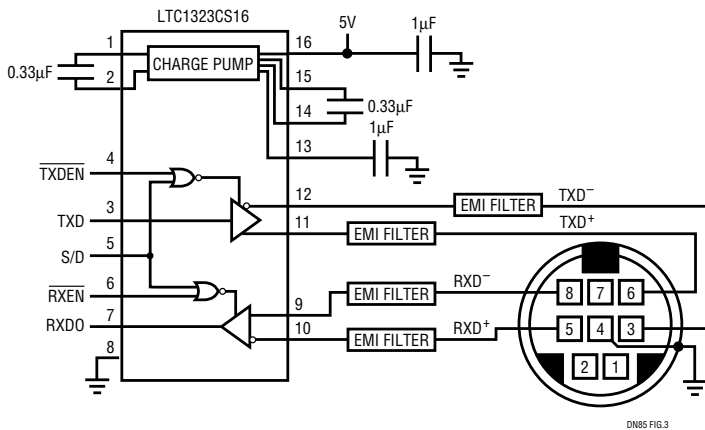 LTC1323CS16
1
2
0.33µF
CHARGE PUMP
16
5V
1µF
15
14
0.33µF
1µF
13
4
TXDEN
3
TXD
5
S/D
6
RXEN
7
RXDO
8
12
EMI FILTER
TXD–
11
EMI FILTER
TXD+
9
EMI FILTER
RXD–
10
EMI FILTER
RXD+
8 7 6
5 4 3
2 1
DN85 FIG.3